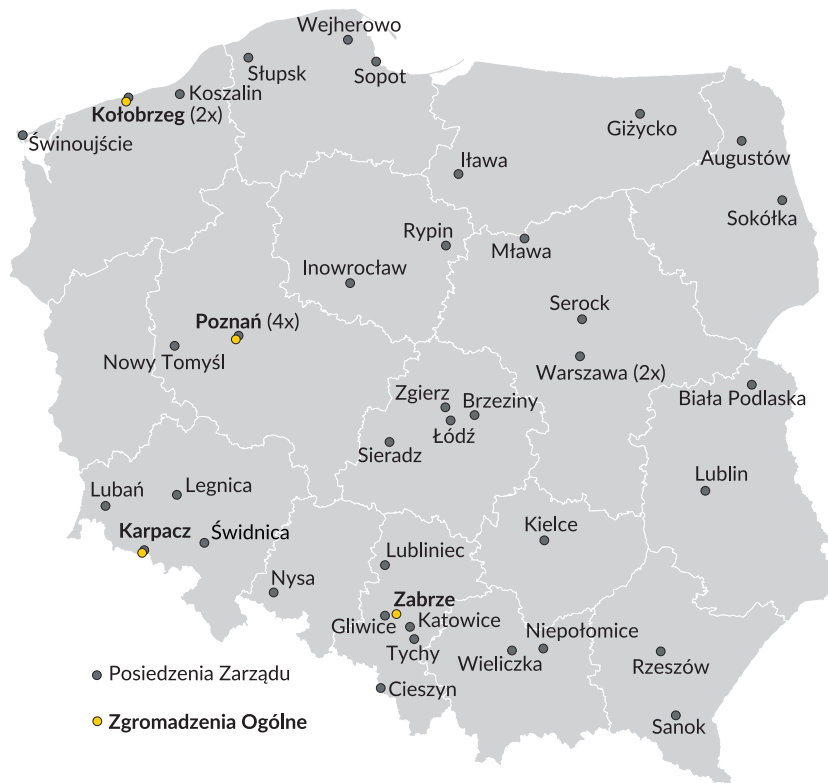 Wejherowo
Słupsk
Sopot
Koszalin
Kołobrzeg (2x)
Świnoujście
Giżycko
Augustów
Iława
Sokółka
Rypin
Mława
Inowrocław
Serock
Poznań (4x)
Nowy Tomyśl
Warszawa (2x)
Biała Podlaska
Zgierz
Brzeziny
Łódź
Sieradz
Lublin
Legnica
Lubań
Karpacz
Świdnica
Kielce
Lubliniec
Nysa
Zabrze
Gliwice
Katowice
Tychy
Niepołomice
Wieliczka
Rzeszów
Cieszyn
Sanok
Posiedzenia Zarządu
Zgromadzenia Ogólne